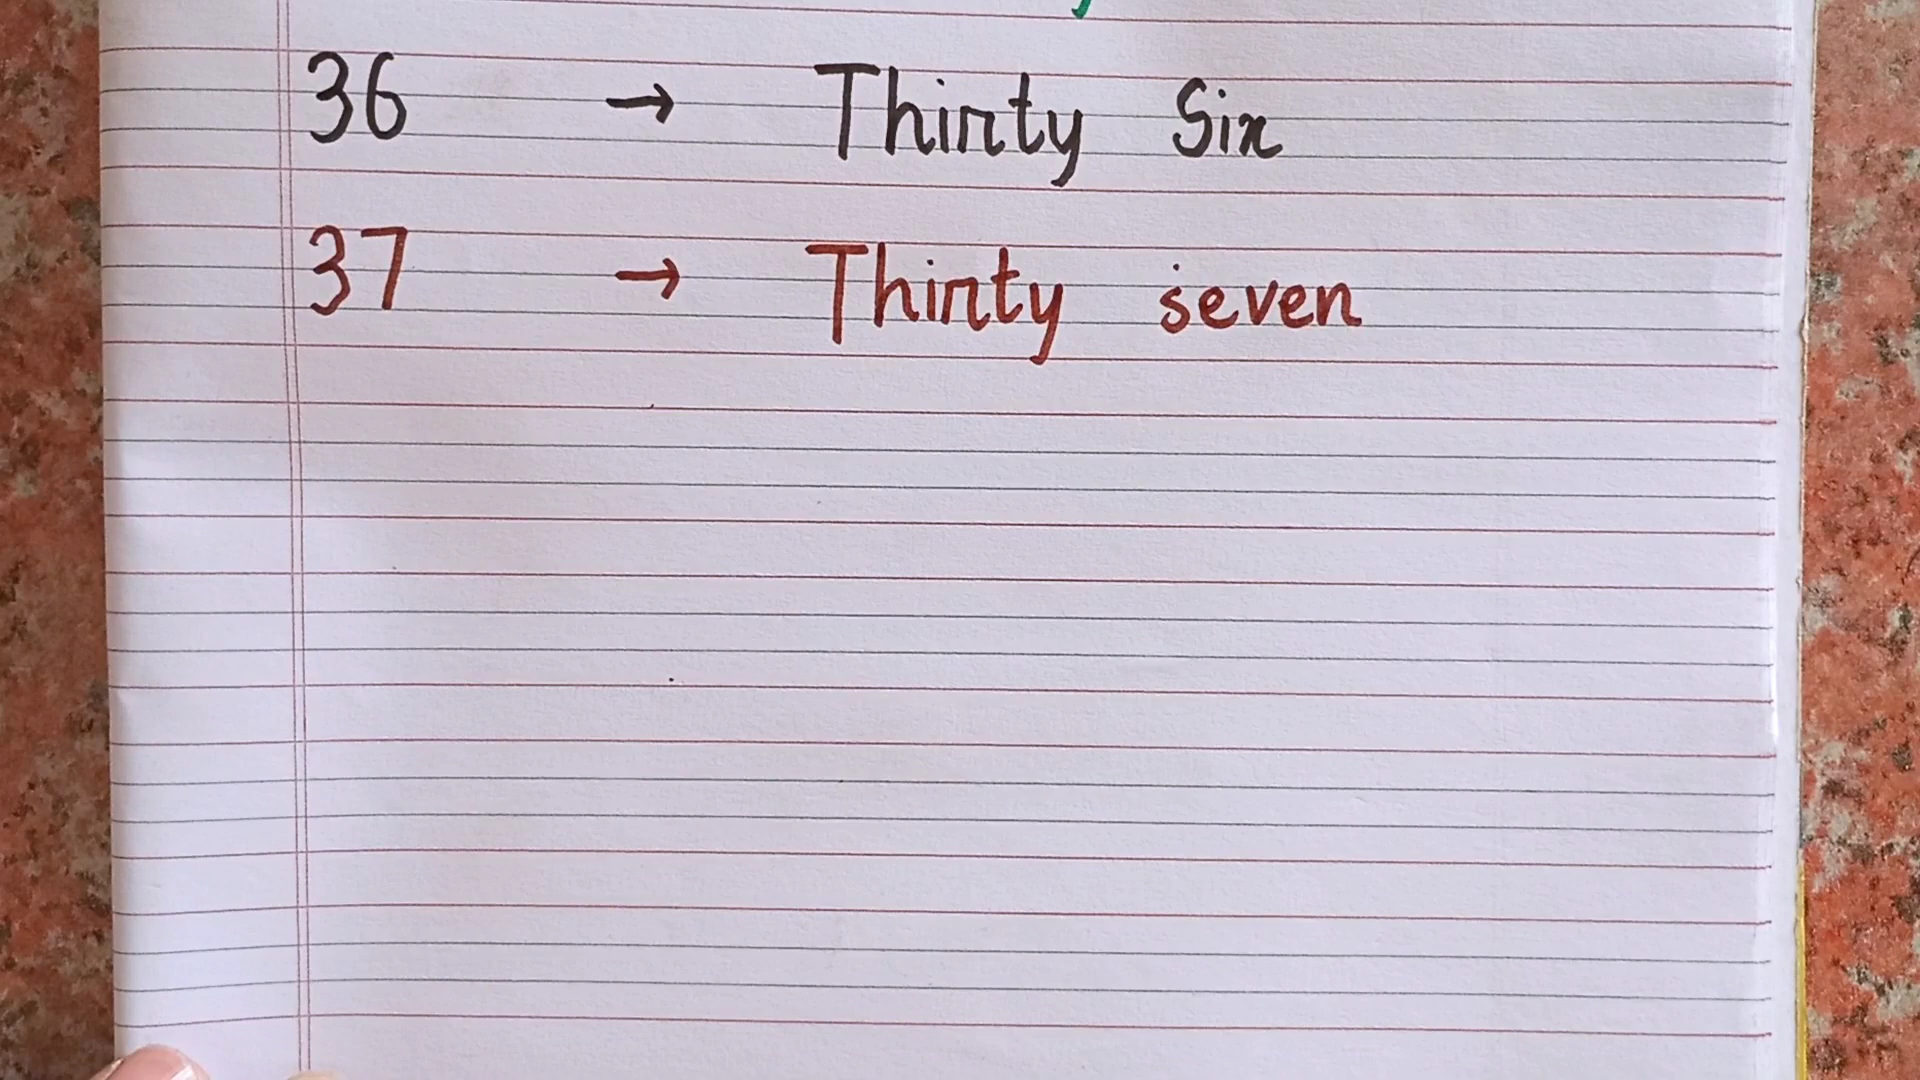 36 → Thirty Six
37 → Thirty seven